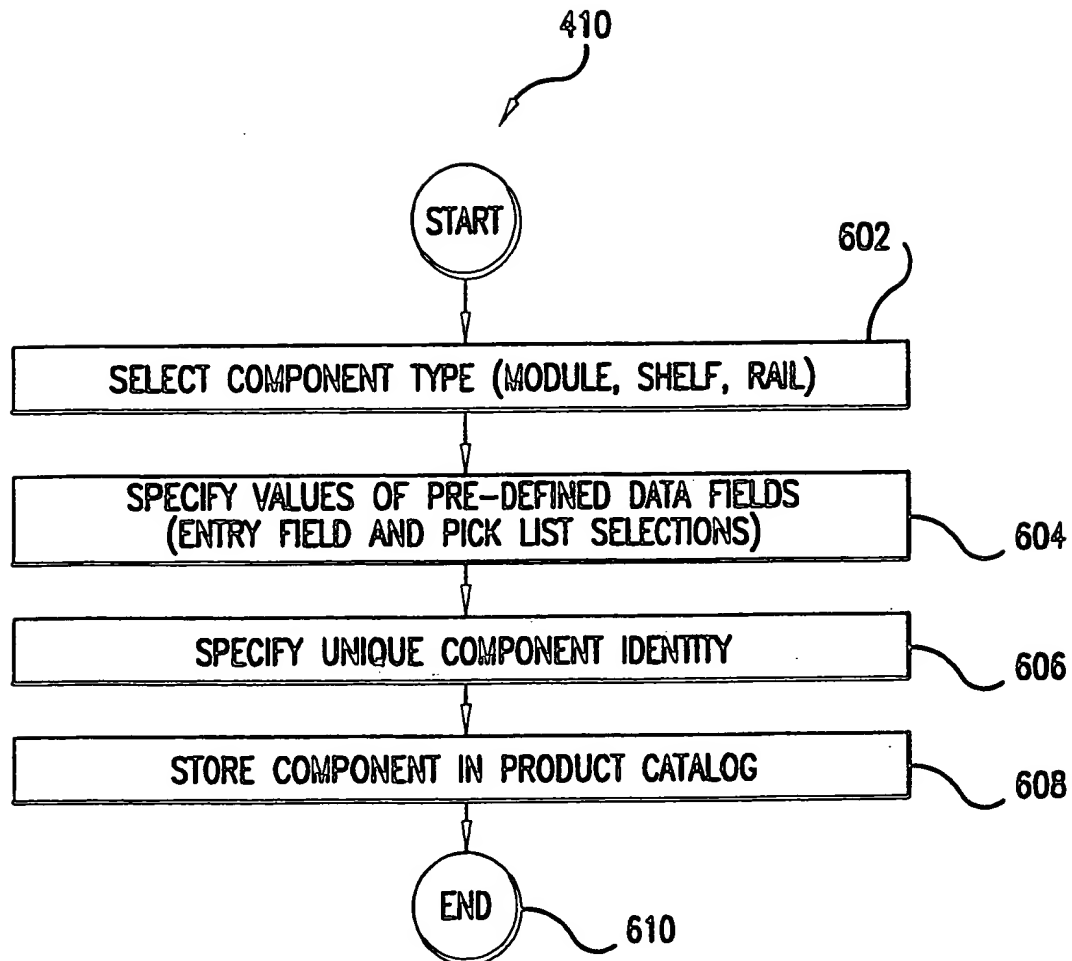 410
START
602
SELECT COMPONENT TYPE (MODULE, SHELF, RAIL)
SPECIFY VALUES OF PRE-DEFINED DATA FIELDS
(ENTRY FIELD AND PICK LIST SELECTIONS)
604
SPECIFY UNIQUE COMPONENT IDENTITY
606
STORE COMPONENT IN PRODUCT CATALOG
608
END
610